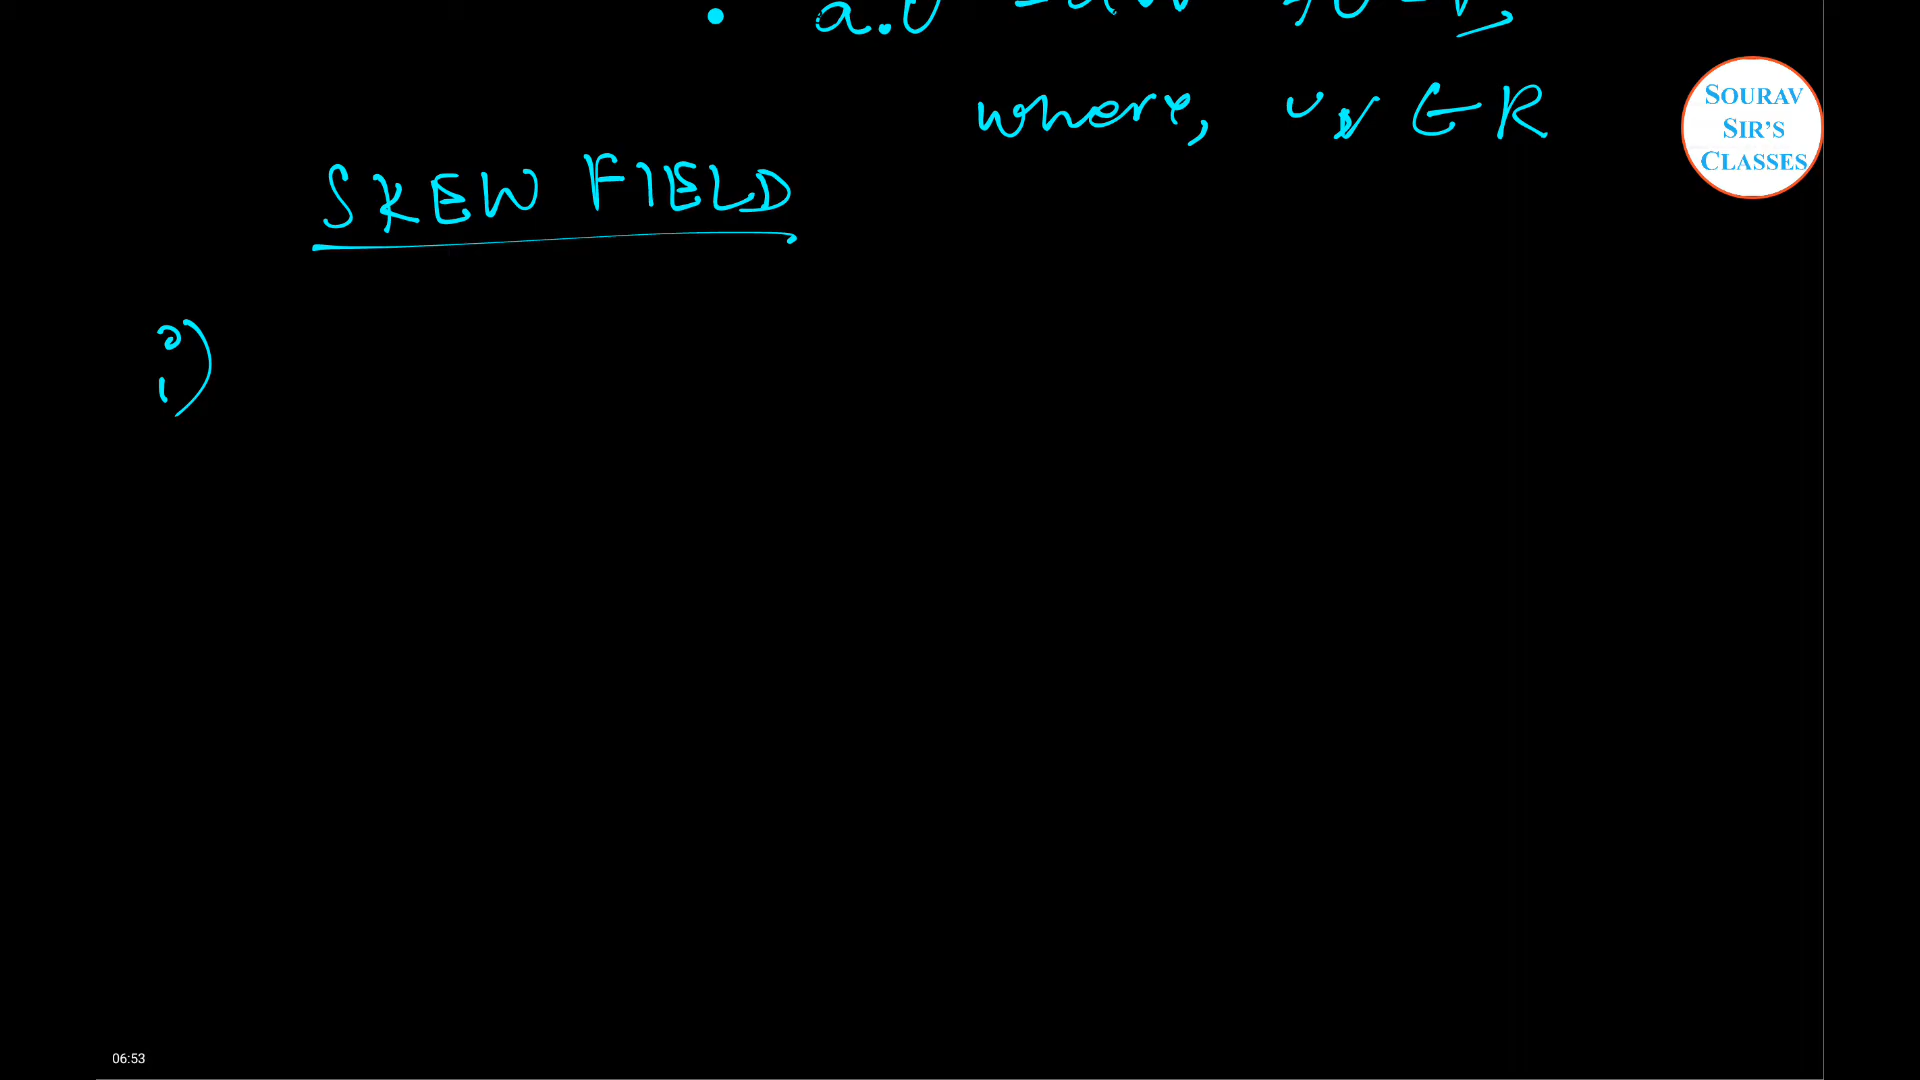 where, u, v ∈ R
SOURAV
SIR'S
CLASSES
SKEW FIELD
i)
06:53